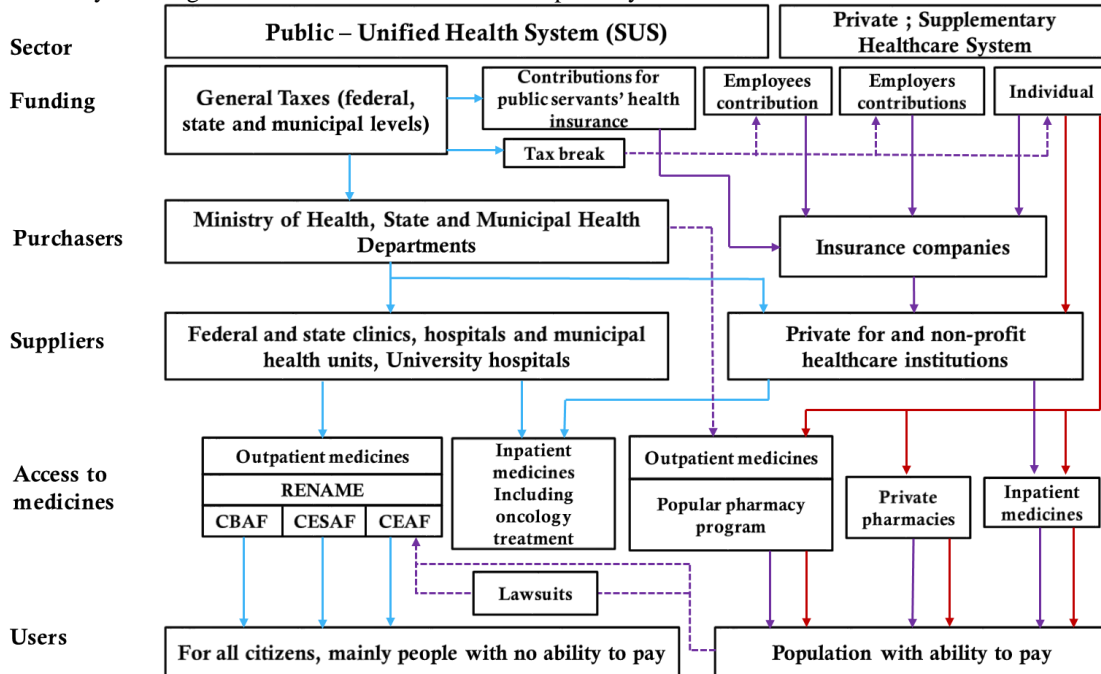 Sector
Public – Unified Health System (SUS)
Private ; Supplementary
Healthcare System
Funding
General Taxes (federal,
state and municipal levels)
Contributions for
public servants' health
insurance
Tax break
Employees
contribution
Employers
contributions
Individual
Purchasers
Ministry of Health, State and Municipal Health
Departments
Insurance companies
Suppliers
Federal and state clinics, hospitals and municipal
health units, University hospitals
Private for and non-profit
healthcare institutions
Access to
medicines
Outpatient medicines
RENAME
CBAF
CESAF
CEAF
Inpatient
medicines
Including
oncology
treatment
Outpatient medicines
Popular pharmacy
program
Private
pharmacies
Inpatient
medicines
Lawsuits
Users
For all citizens, mainly people with no ability to pay
Population with ability to pay